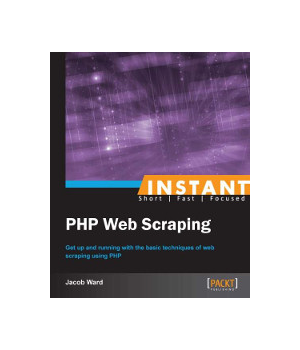 INSTANT
Short | Fast | Focused
PHP Web Scraping
Get up and running with the basic techniques of web
scraping using PHP
Jacob Ward
[PACKT]
PUBLISHING